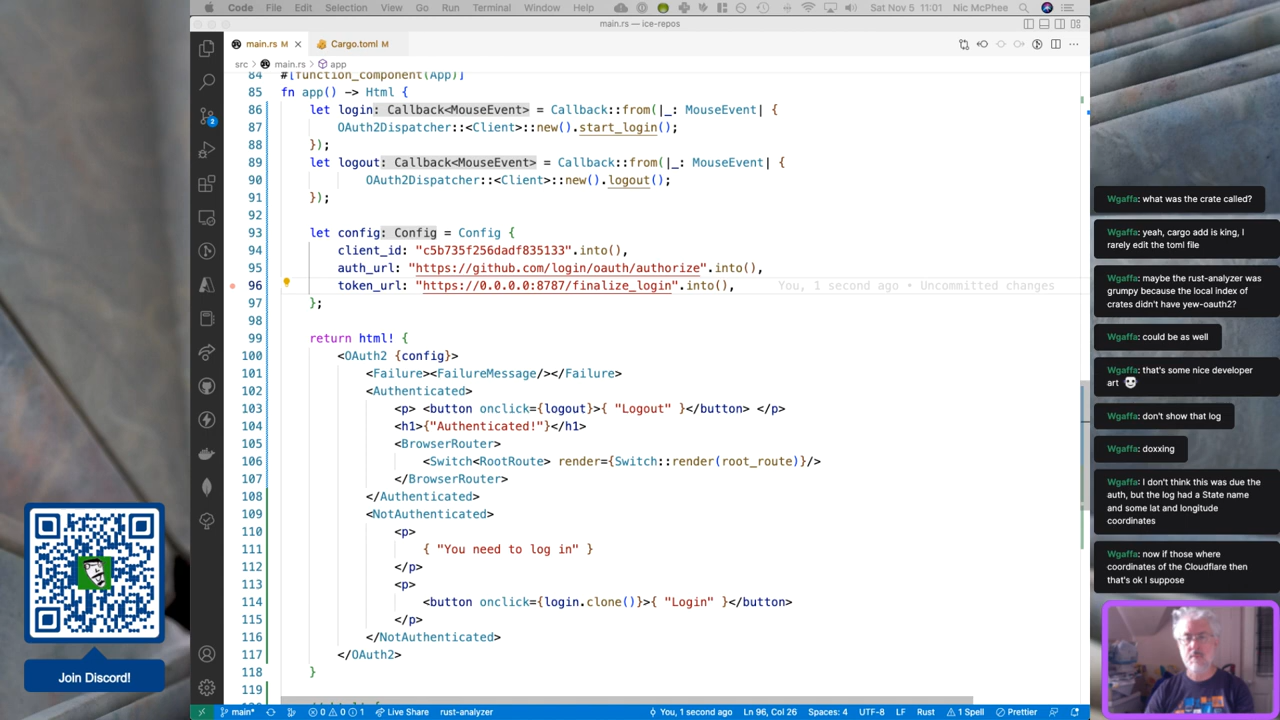 Code File Edit Selection View Go Run Terminal Window Help Sat Nov 5 11:01 Nic McPhee
main.rs — ice-repos
main.rs M Cargo.toml M
src > main.rs > app
84 #[function_component(App)]
85 fn app() -> Html {
86 let login: Callback<MouseEvent> = Callback::from(|_: MouseEvent| {
87 OAuth2Dispatcher::<Client>::new().start_login();
88 });
89 let logout: Callback<MouseEvent> = Callback::from(|_: MouseEvent| {
90 OAuth2Dispatcher::<Client>::new().logout();
91 });
92
93 let config: Config = Config {
94 client_id: "c5b735f256dadf835133".into(),
95 auth_url: "https://github.com/login/oauth/authorize".into(),
96 token_url: "https://0.0.0.0:8787/finalize_login".into(), You, 1 second ago • Uncommitted changes
97 };
98
99 return html! {
100 <OAuth2 {config}>
101 <Failure><FailureMessage/></Failure>
102 <Authenticated>
103 <p> <button onclick={logout}>{ "Logout" }</button> </p>
104 <h1>{"Authenticated!"}</h1>
105 <BrowserRouter>
106 <Switch<RootRoute> render={Switch::render(root_route)}/>
107 </BrowserRouter>
108 </Authenticated>
109 <NotAuthenticated>
110 <p>
111 { "You need to log in" }
112 </p>
113 <p>
114 <button onclick={login.clone()}>{ "Login" }</button>
115 </p>
116 </NotAuthenticated>
117 </OAuth2>
118 }
119
2
main* 0 0 1 Live Share rust-analyzer You, 1 second ago Ln 96, Col 26 Spaces: 4 UTF-8 LF Rust 1 Spell Prettier
Join Discord!
Wgaffa: what was the crate called?
Wgaffa: yeah, cargo add is king, I
rarely edit the toml file
Wgaffa: maybe the rust-analyzer was
grumpy because the local index of
crates didn't have yew-oauth2?
Wgaffa: could be as well
Wgaffa: that's some nice developer
art
Wgaffa: don't show that log
Wgaffa: doxxing
Wgaffa: I don't think this was due the
auth, but the log had a State name
and some lat and longitude
coordinates
Wgaffa: now if those where
coordinates of the Cloudflare then
that's ok I suppose